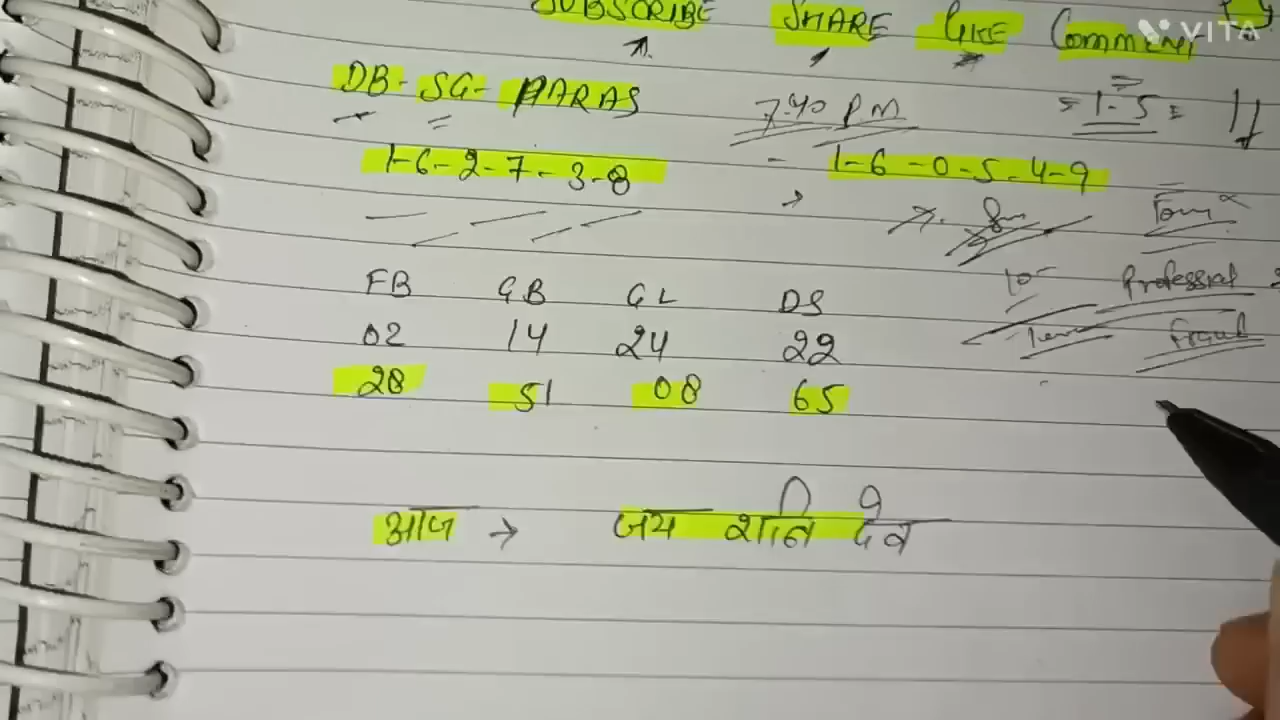 SUBSCRIBE SHARE LIKE COMMENT
VITA
DB- SG- PARAS 7:40 PM =1-5=
1-6-2-7-3-8 - 1-6-0-5-4-9
FB GB GL DS
02 14 24 22
28 51 08 65
Fraud
आज → जय शनि देव